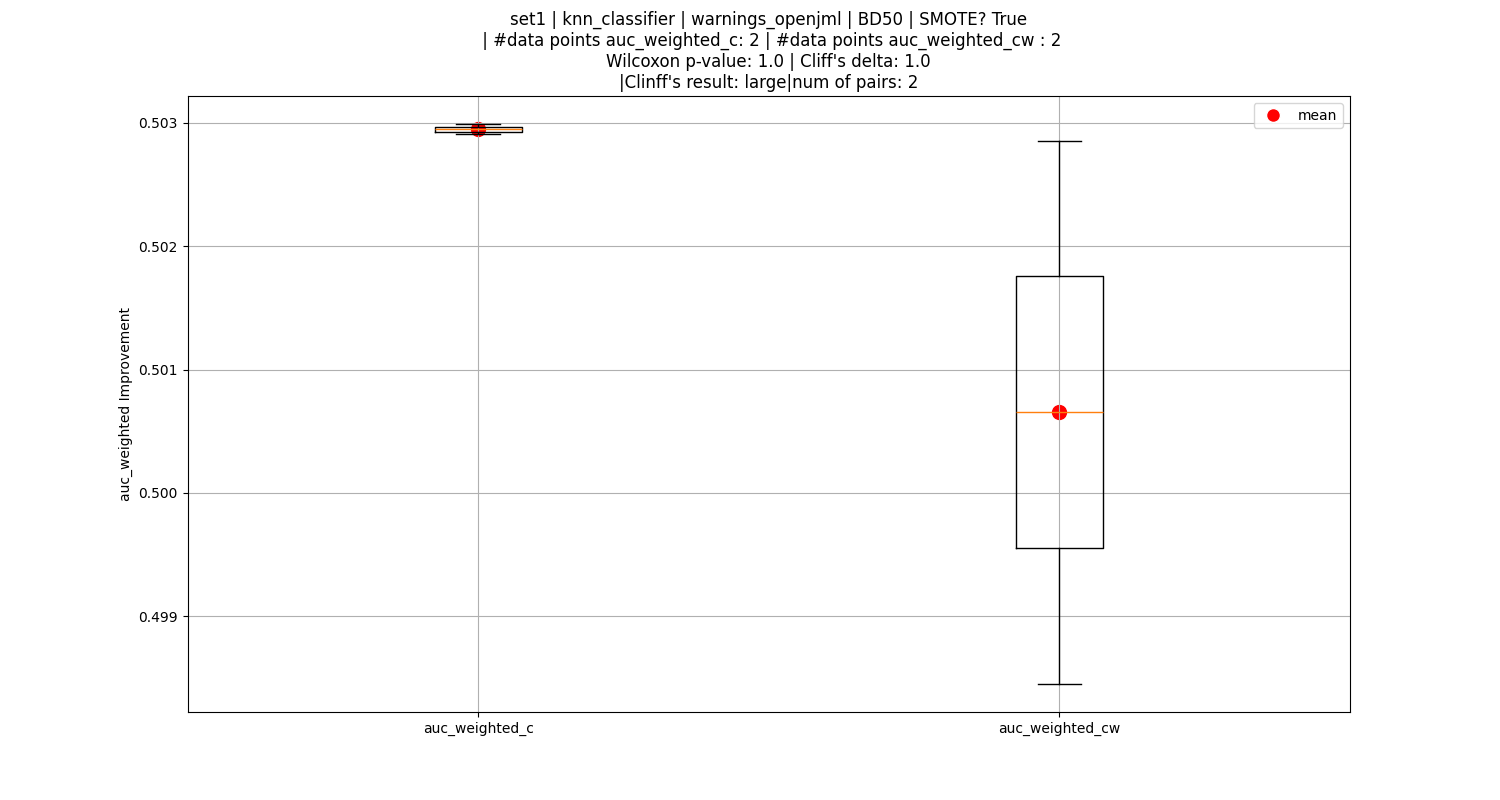 set1 | knn_classifier | warnings_openjml | BD50 | SMOTE? True
| #data points auc_weighted_c: 2 | #data points auc_weighted_cw : 2
Wilcoxon p-value: 1.0 | Cliff's delta: 1.0
|Clinff's result: large|num of pairs: 2
mean
0.503
0.502
0.501
0.500
0.499
auc_weighted Improvement
auc_weighted_c
auc_weighted_cw